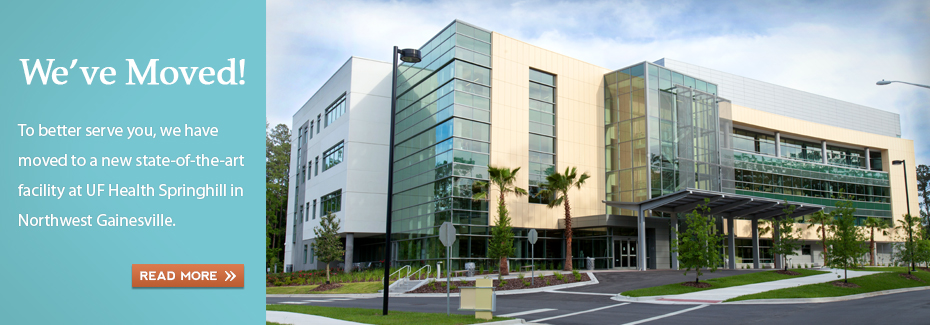 We've Moved!
To better serve you, we have
moved to a new state-of-the-art
facility at UF Health Springhill in
Northwest Gainesville.
READ MORE »